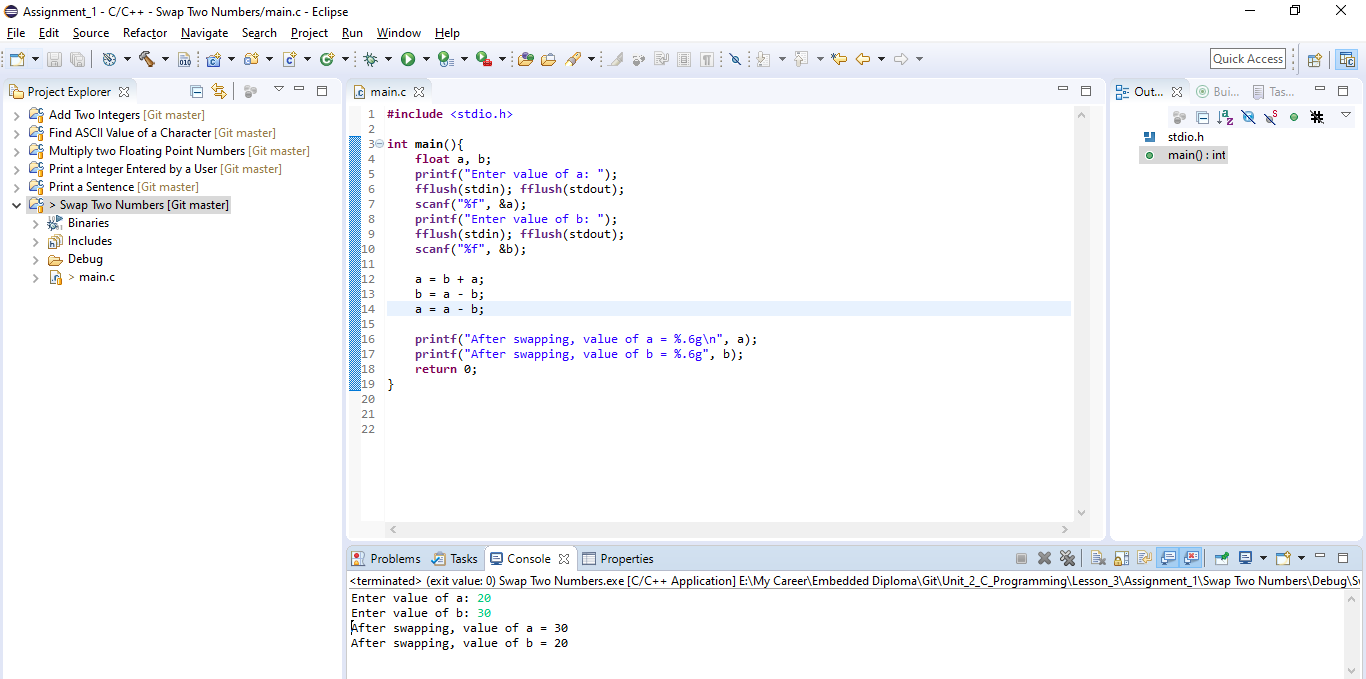 Assignment_1 - C/C++ - Swap Two Numbers/main.c - Eclipse
File Edit Source Refactor Navigate Search Project Run Window Help
Quick Access
Project Explorer
Add Two Integers [Git master]
Find ASCII Value of a Character [Git master]
Multiply two Floating Point Numbers [Git master]
Print a Integer Entered by a User [Git master]
Print a Sentence [Git master]
> Swap Two Numbers [Git master]
Binaries
Includes
Debug
> main.c
main.c
1 #include <stdio.h>
2
3 int main(){
4 float a, b;
5 printf("Enter value of a: ");
6 fflush(stdin); fflush(stdout);
7 scanf("%f", &a);
8 printf("Enter value of b: ");
9 fflush(stdin); fflush(stdout);
10 scanf("%f", &b);
11
12 a = b + a;
13 b = a - b;
14 a = a - b;
15
16 printf("After swapping, value of a = %.6g\n", a);
17 printf("After swapping, value of b = %.6g", b);
18 return 0;
19 }
20
21
22
Out... Bui... Tas...
stdio.h
main() : int
Problems Tasks Console Properties
<terminated> (exit value: 0) Swap Two Numbers.exe [C/C++ Application] E:\My Career\Embedded Diploma\Git\Unit_2_C_Programming\Lesson_3\Assignment_1\Swap Two Numbers\Debug\S
Enter value of a: 20
Enter value of b: 30
After swapping, value of a = 30
After swapping, value of b = 20